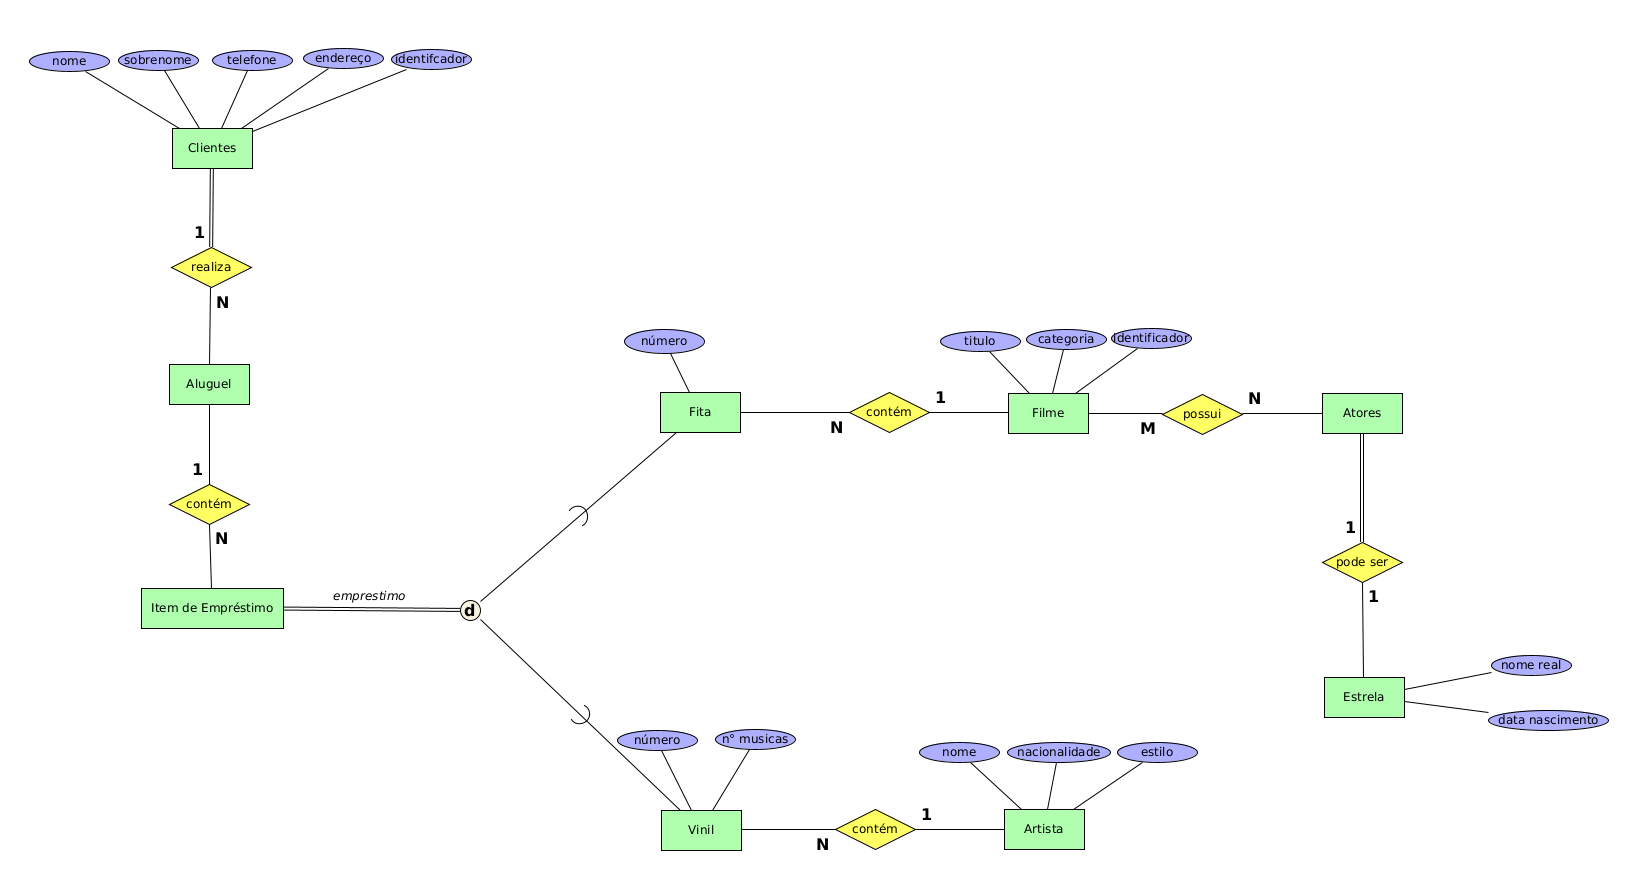 nome
sobrenome
telefone
endereço
identifcador
Clientes
1
realiza
N
Aluguel
1
contém
N
Item de Empréstimo
emprestimo
d
número
Fita
N
contém
1
titulo
categoria
identificador
Filme
M
possui
N
Atores
1
pode ser
1
Estrela
nome real
data nascimento
número
n° musicas
Vinil
N
contém
1
nome
nacionalidade
estilo
Artista